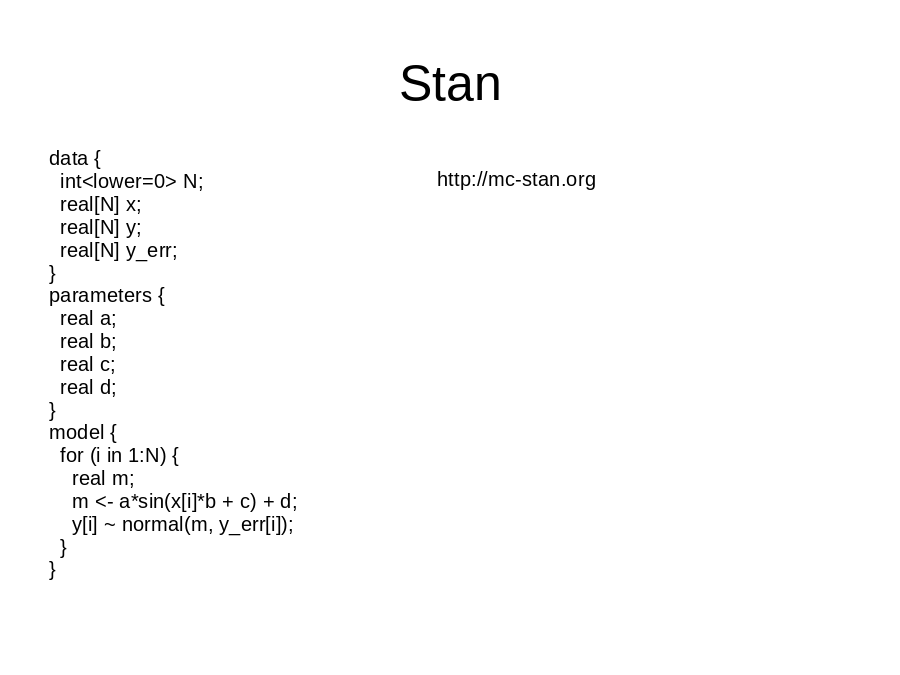 Stan
data {
  int<lower=0> N;
  real[N] x;
  real[N] y;
  real[N] y_err;
}
parameters {
  real a;
  real b;
  real c;
  real d;
}
model {
  for (i in 1:N) {
    real m;
    m <- a*sin(x[i]*b + c) + d;
    y[i] ~ normal(m, y_err[i]);
  }
}
http://mc-stan.org